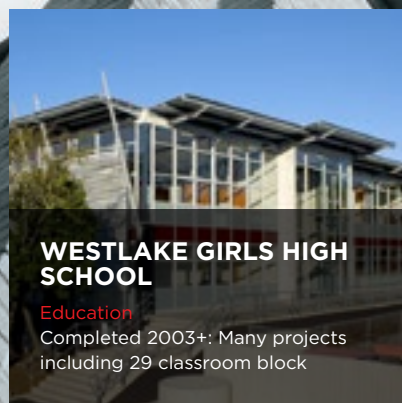 WESTLAKE GIRLS HIGH
SCHOOL
Education
Completed 2003+: Many projects
including 29 classroom block